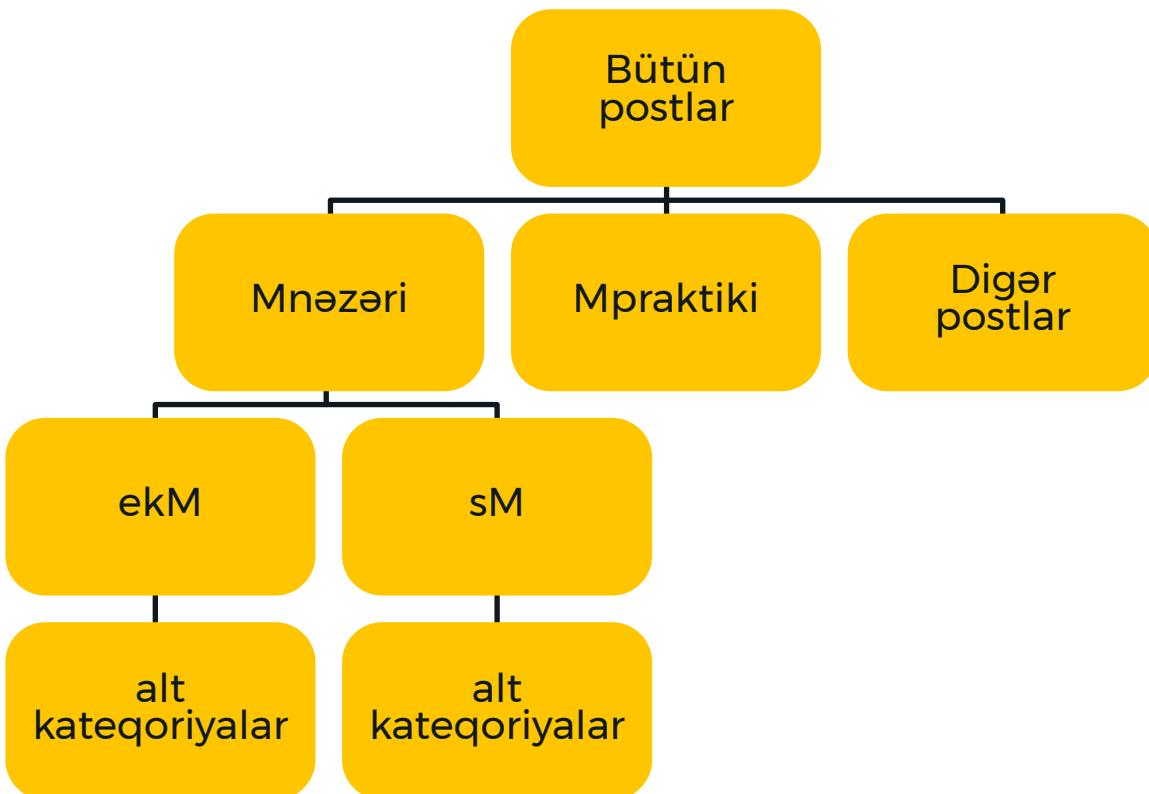 Bütün
postlar
Mnəzəri
Mpraktiki
Digər
postlar
ekM
sM
alt
kateqoriyalar
alt
kateqoriyalar